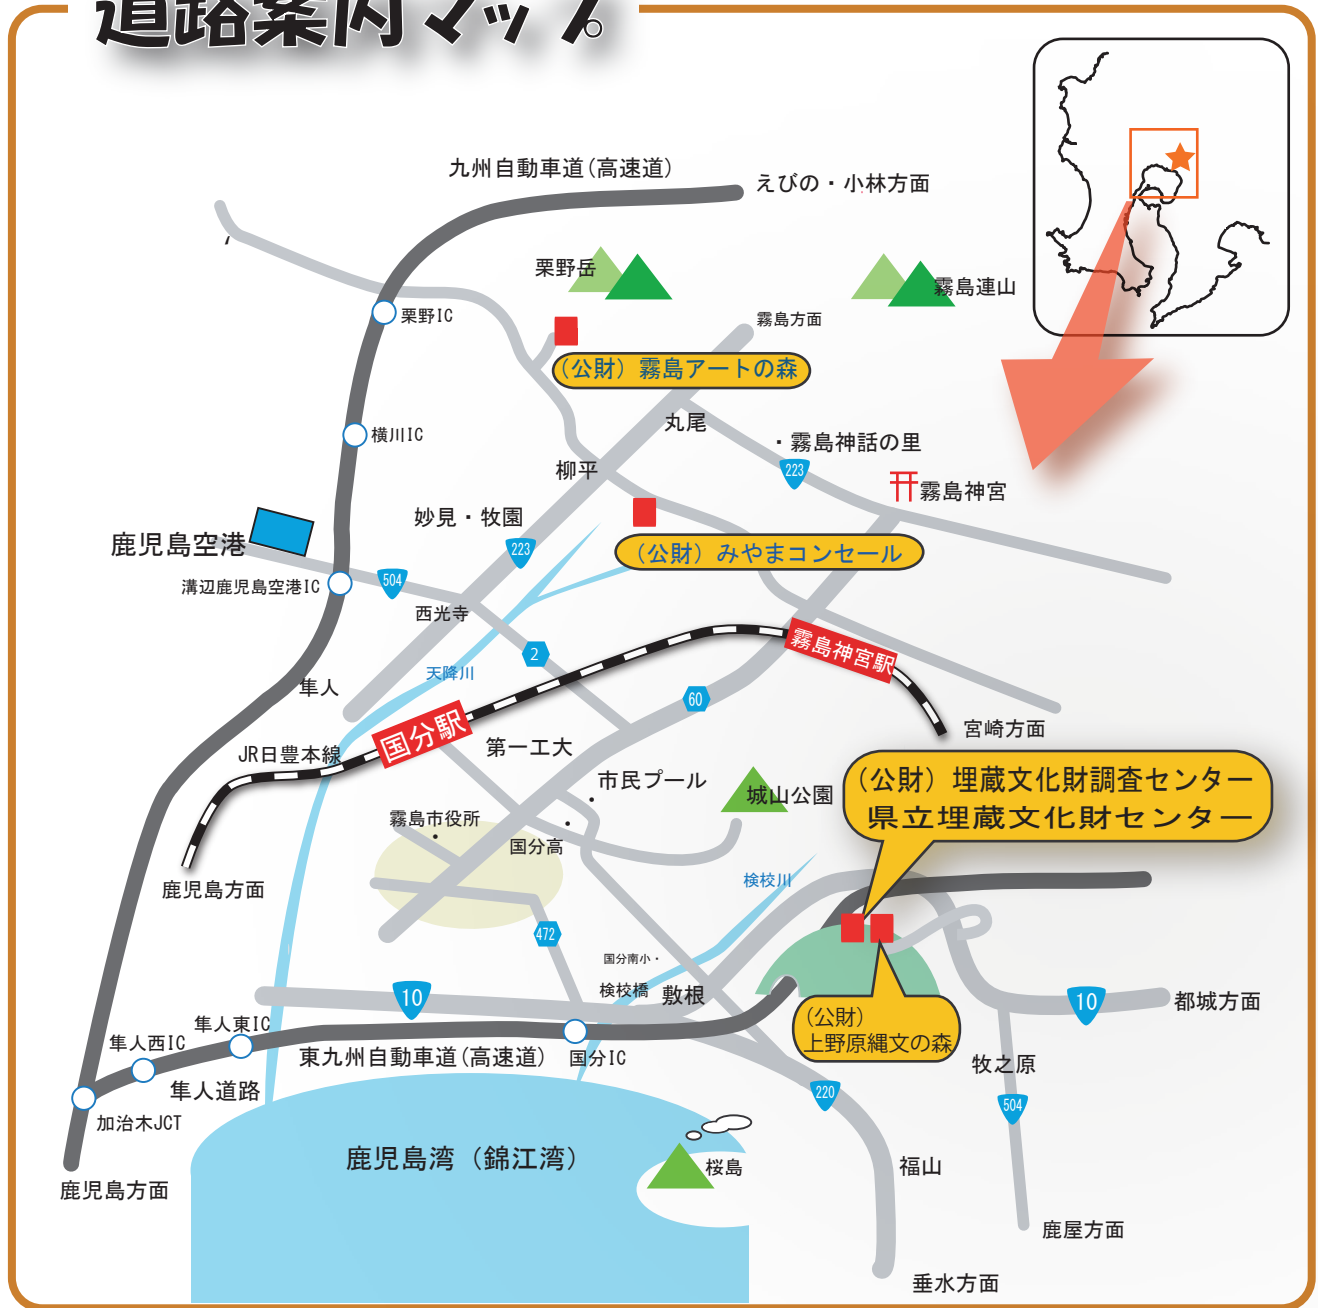 道路案内マップ
九州自動車道(高速道)
えびの・小林方面
栗野岳
霧島連山
栗野IC
霧島方面
(公財)霧島アートの森
丸尾
横川IC
・霧島神話の里
柳平
223
霧島神宮
妙見・牧園
鹿児島空港
223
(公財)みやまコンセール
溝辺鹿児島空港IC
504
西光寺
2
霧島神宮駅
天降川
隼人
60
国分駅
宮崎方面
第一工大
JR日豊本線
市民プール
城山公園
(公財)埋蔵文化財調査センター
県立埋蔵文化財センター
霧島市役所
国分高
鹿児島方面
検校川
472
国分南小・
検校橋
敷根
10
10
都城方面
隼人東IC
(公財)
上野原縄文の森
隼人西IC
東九州自動車道(高速道)
国分IC
牧之原
隼人道路
220
504
加治木JCT
鹿児島湾(錦江湾)
桜島
福山
鹿児島方面
鹿屋方面
垂水方面